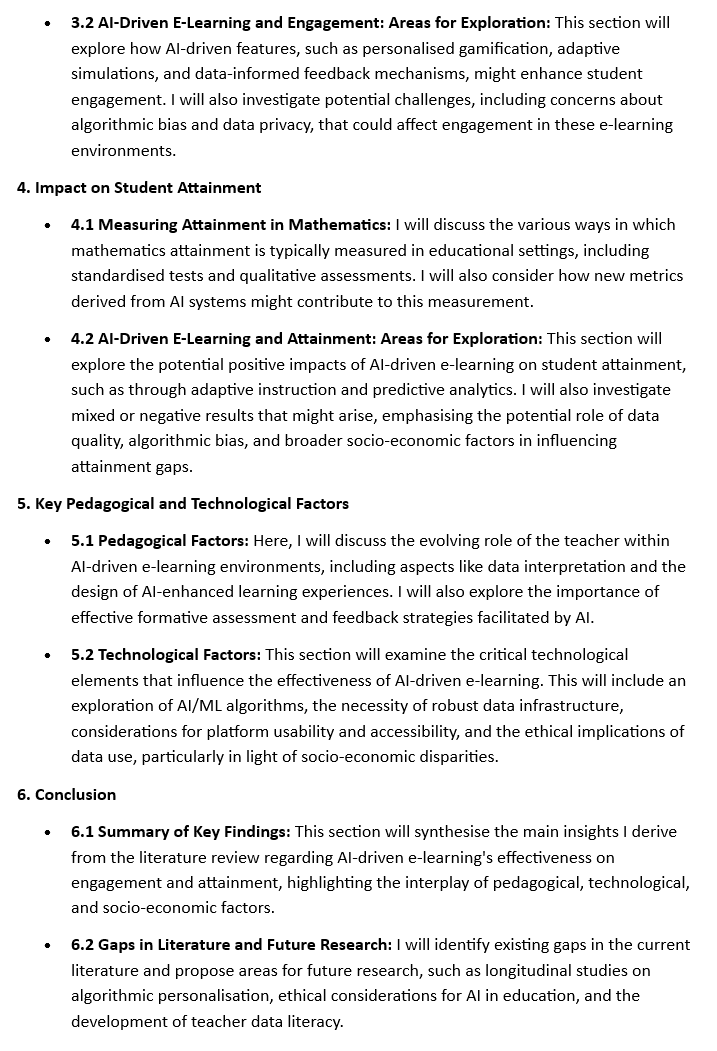 • 3.2 AI-Driven E-Learning and Engagement: Areas for Exploration: This section will
explore how AI-driven features, such as personalised gamification, adaptive
simulations, and data-informed feedback mechanisms, might enhance student
engagement. I will also investigate potential challenges, including concerns about
algorithmic bias and data privacy, that could affect engagement in these e-learning
environments.
4. Impact on Student Attainment
• 4.1 Measuring Attainment in Mathematics: I will discuss the various ways in which
mathematics attainment is typically measured in educational settings, including
standardised tests and qualitative assessments. I will also consider how new metrics
derived from AI systems might contribute to this measurement.
• 4.2 AI-Driven E-Learning and Attainment: Areas for Exploration: This section will
explore the potential positive impacts of AI-driven e-learning on student attainment,
such as through adaptive instruction and predictive analytics. I will also investigate
mixed or negative results that might arise, emphasising the potential role of data
quality, algorithmic bias, and broader socio-economic factors in influencing
attainment gaps.
5. Key Pedagogical and Technological Factors
• 5.1 Pedagogical Factors: Here, I will discuss the evolving role of the teacher within
AI-driven e-learning environments, including aspects like data interpretation and the
design of AI-enhanced learning experiences. I will also explore the importance of
effective formative assessment and feedback strategies facilitated by AI.
• 5.2 Technological Factors: This section will examine the critical technological
elements that influence the effectiveness of AI-driven e-learning. This will include an
exploration of AI/ML algorithms, the necessity of robust data infrastructure,
considerations for platform usability and accessibility, and the ethical implications of
data use, particularly in light of socio-economic disparities.
6. Conclusion
• 6.1 Summary of Key Findings: This section will synthesise the main insights I derive
from the literature review regarding AI-driven e-learning's effectiveness on
engagement and attainment, highlighting the interplay of pedagogical, technological,
and socio-economic factors.
• 6.2 Gaps in Literature and Future Research: I will identify existing gaps in the current
literature and propose areas for future research, such as longitudinal studies on
algorithmic personalisation, ethical considerations for AI in education, and the
development of teacher data literacy.